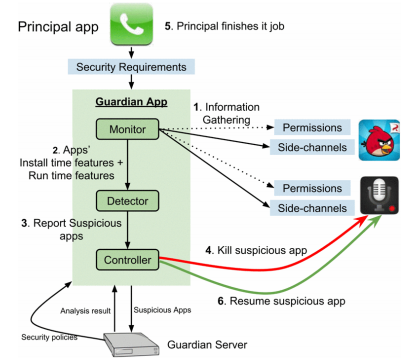 Principal app
5. Principal finishes it job
Security Requirements
Guardian App
1. Information
Gathering
Monitor
Permissions
Side-channels
2. Apps'
Install time features +
Run time features
Permissions
Side-channels
Detector
3. Report Suspicious
apps
4. Kill suspicious app
Controller
6. Resume suspicious app
Analysis result
Suspicious Apps
Security policies
Guardian Server